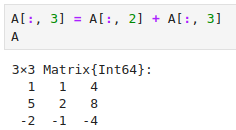 A[:, 3] = A[:, 2] + A[:, 3]
A
3×3 Matrix{Int64}:
1 1 4
5 2 8
-2 -1 -4